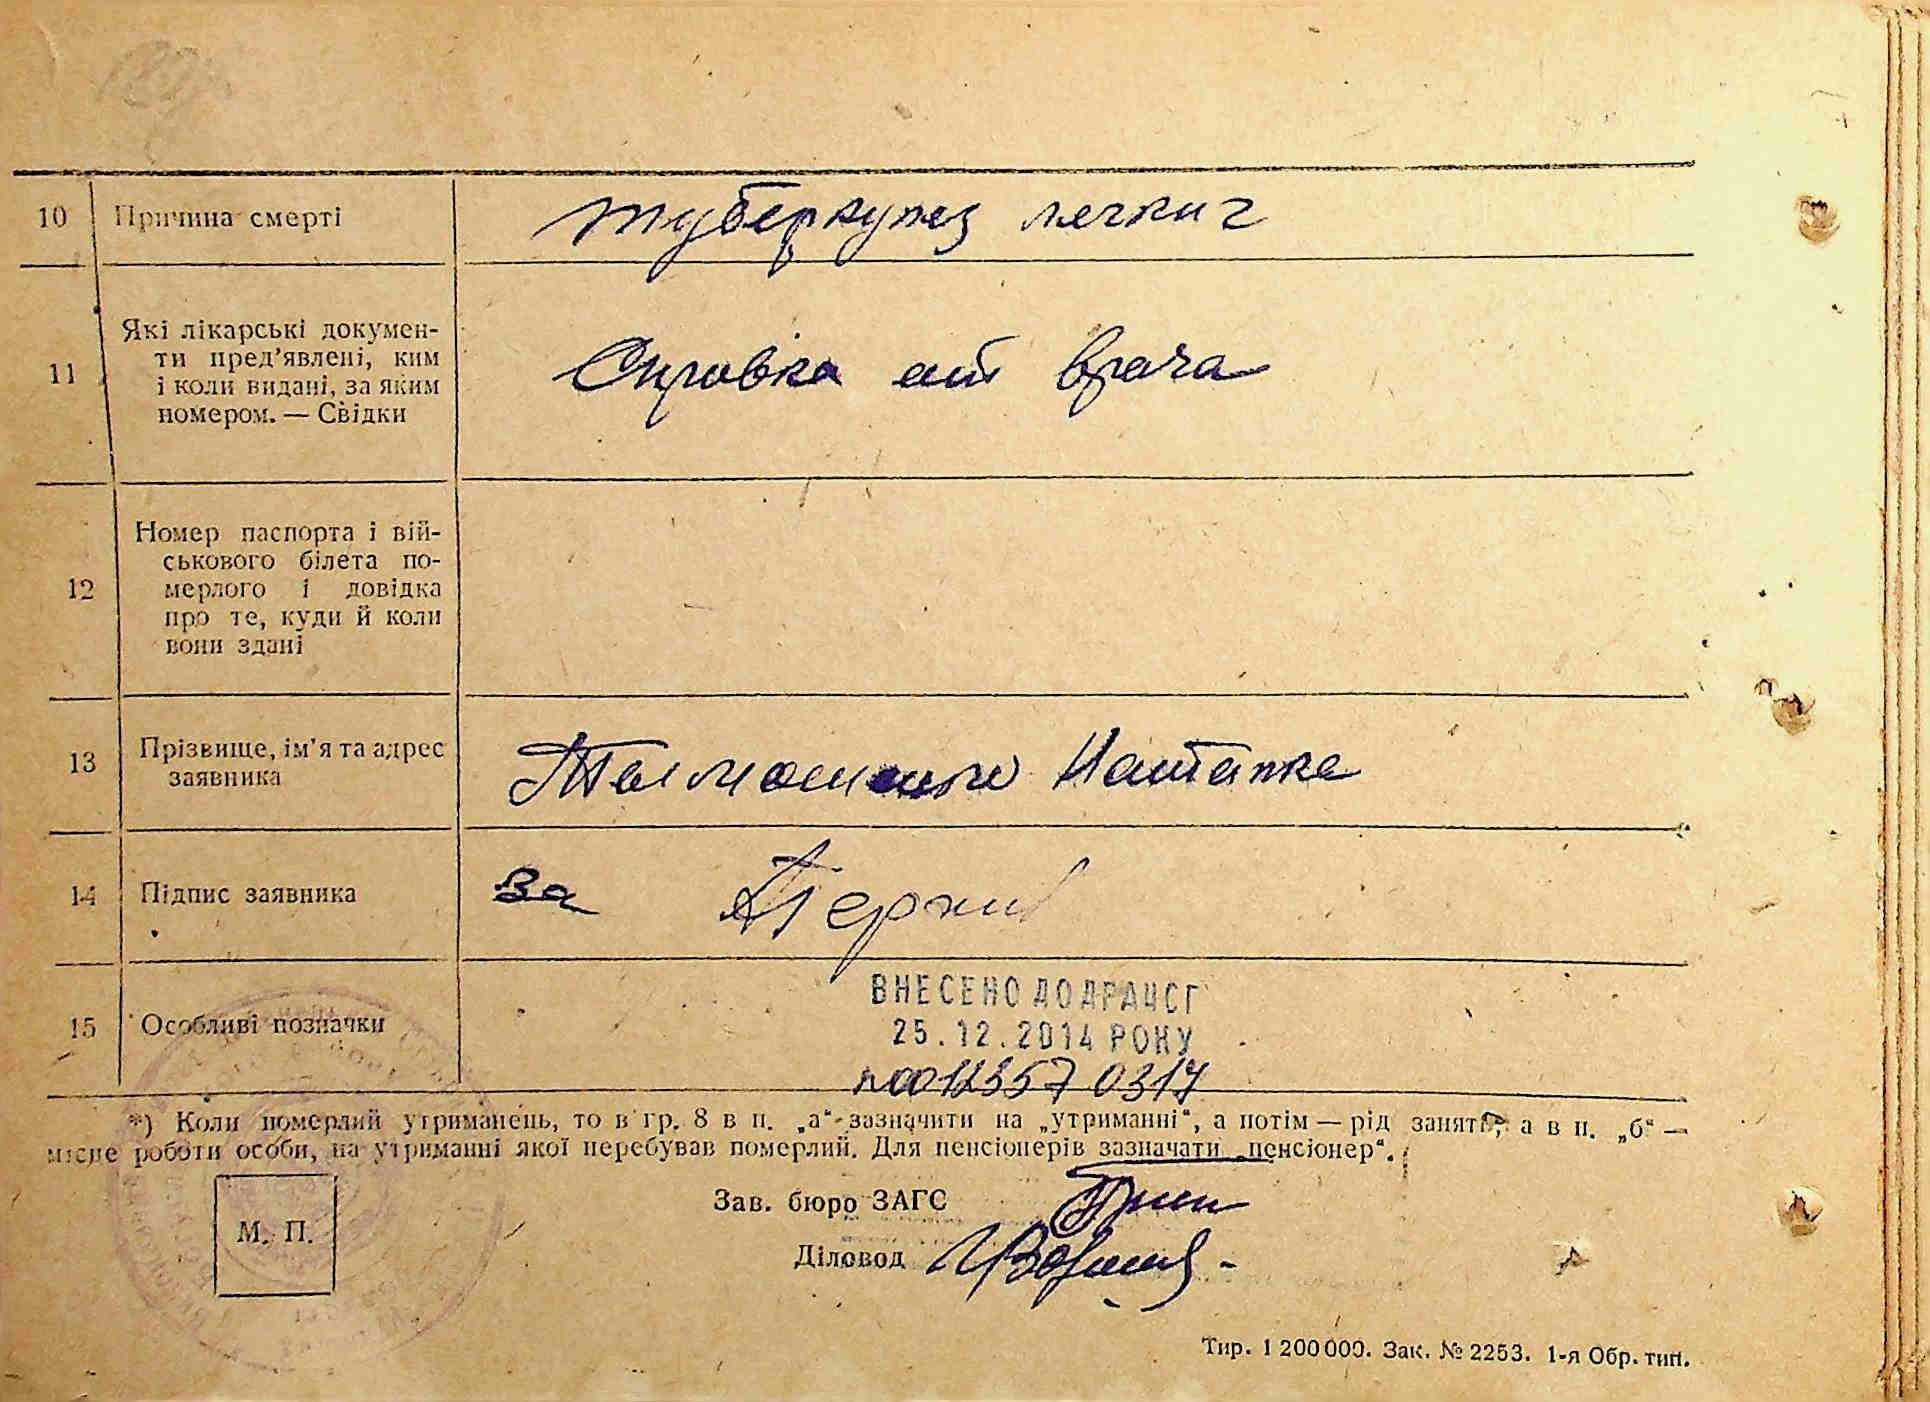 10 Причина смерті туберкулез легких
11 Які лікарські докумен-
ти пред’явлені, ким
і коли видані, за яким
номером. — Свідки
Справка от врача
12 Номер паспорта і вій-
ськового білета по-
мерлого і довідка
про те, куди й коли
вони здані
13 Прізвище, ім’я та адрес
заявника
14 Підпис заявника за
15 Особливі позначки
ВНЕСЕНО ДО ДРАЦСГ
25.12.2014 РОКУ
№00123570317
*) Коли померлий утриманець, то в гр. 8 в п. „а“ зазначити на „утриманні“, а потім — рід занять, а в п. „б“ —
місце роботи особи, на утриманні якої перебував померлий. Для пенсіонерів зазначати „пенсіонер“.
Зав. бюро ЗАГС
М. П.
Діловод
Тир. 1 200 000. Зак. № 2253. 1-я Обр. тип.